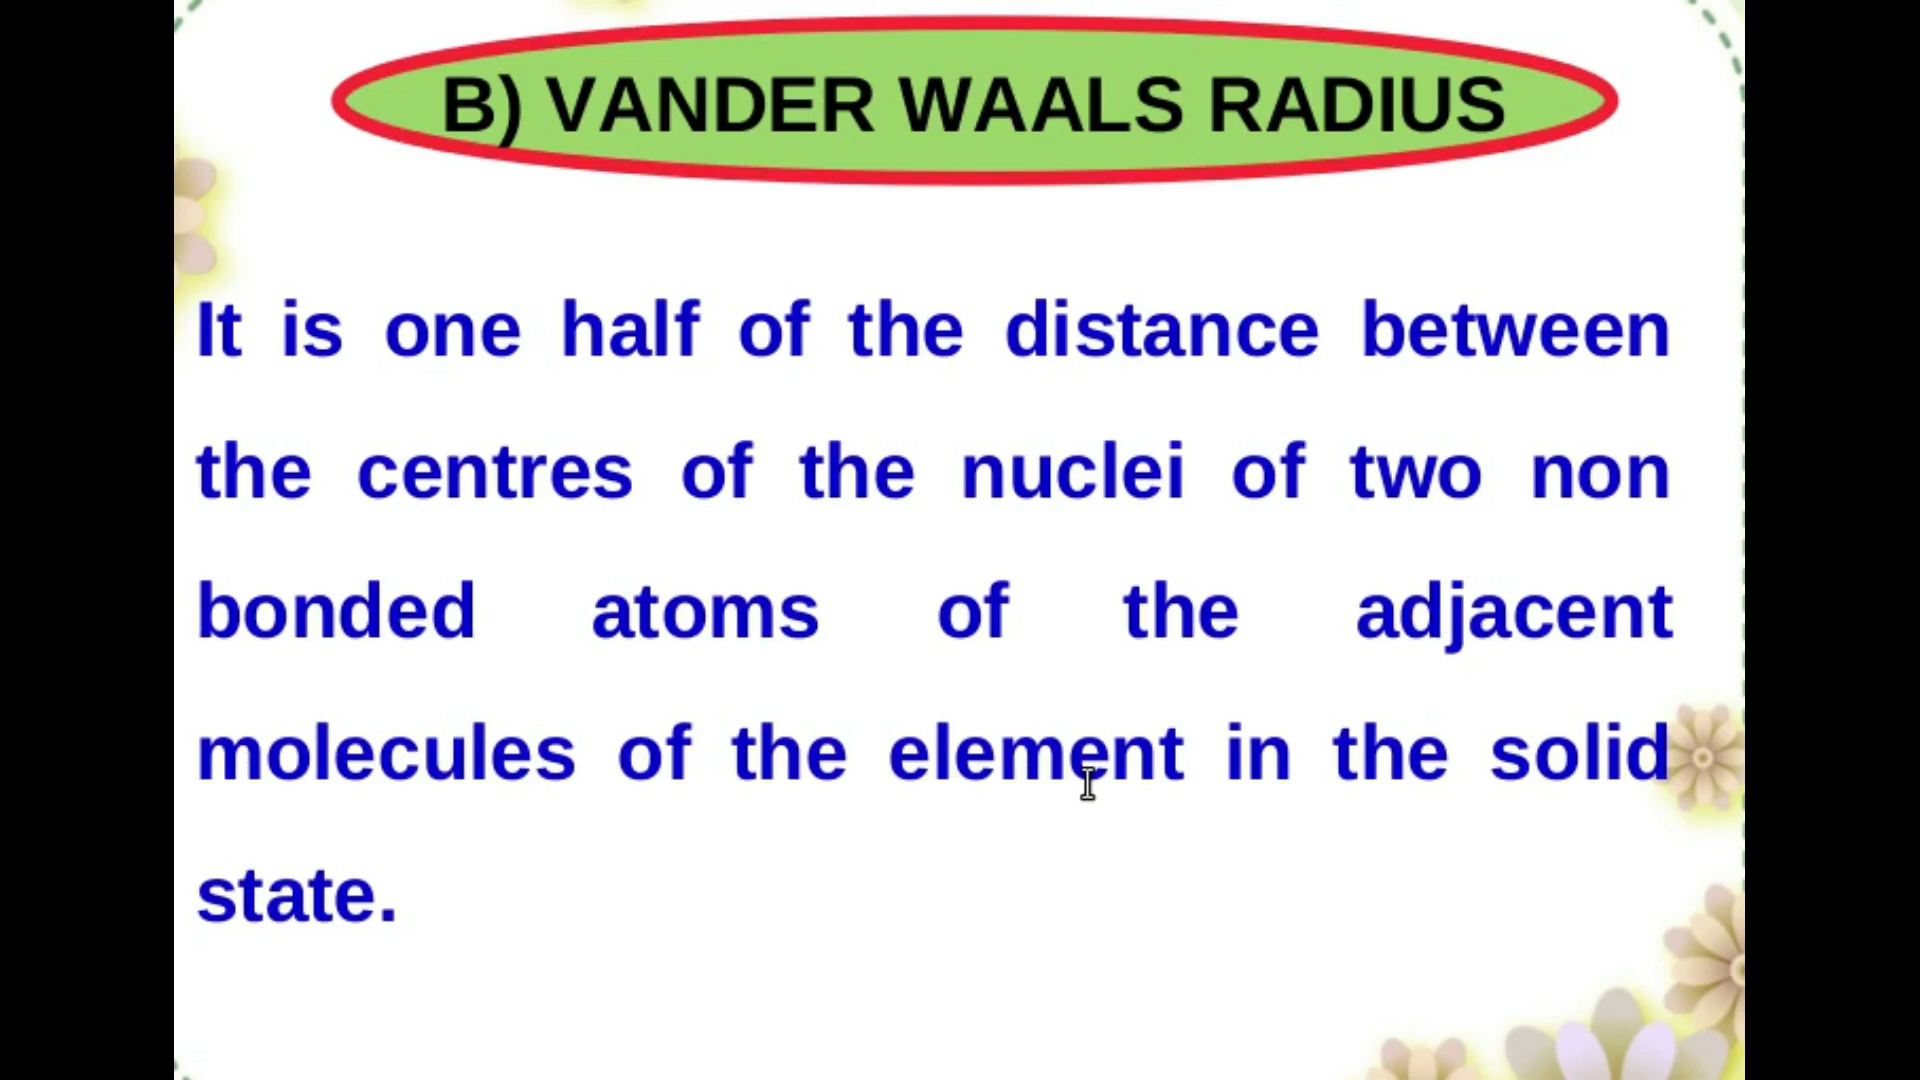 B) VANDER WAALS RADIUS
It is one half of the distance between
the centres of the nuclei of two non
bonded atoms of the adjacent
molecules of the element in the solid
state.